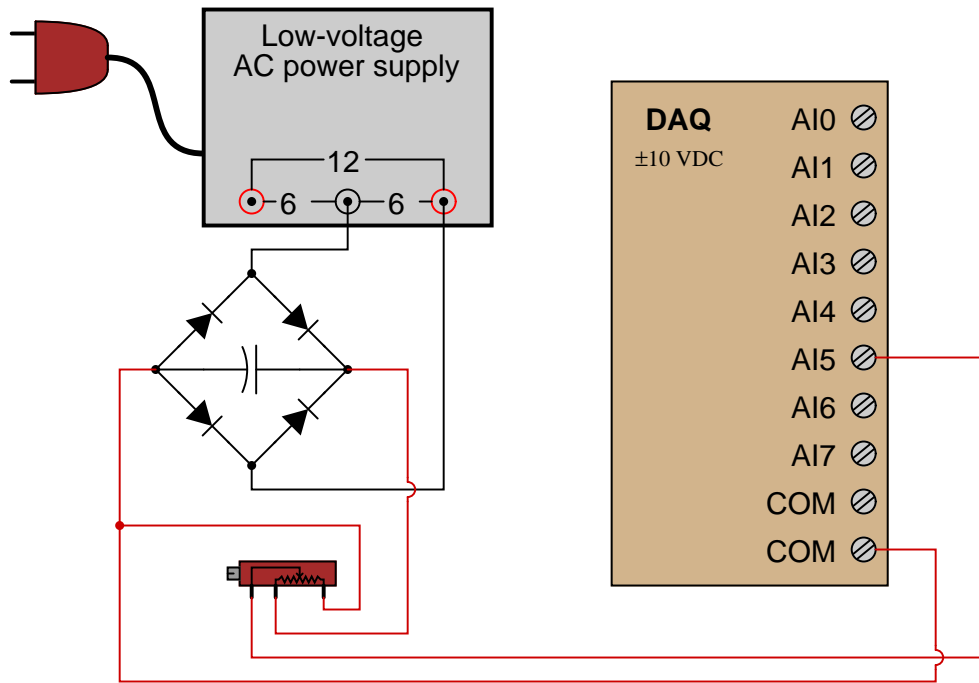 Low-voltage
AC power supply
12
6 6
DAQ
±10 VDC
AI0
AI1
AI2
AI3
AI4
AI5
AI6
AI7
COM
COM